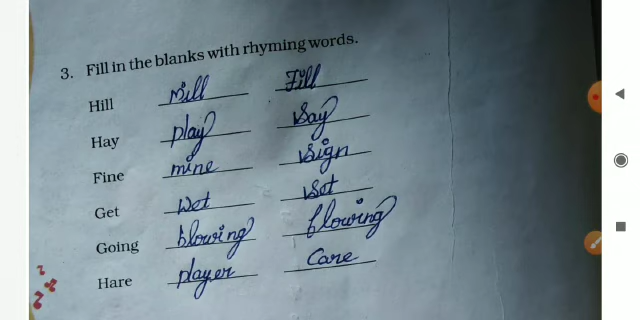 3. Fill in the blanks with rhyming words.
Hill mill Fill
Hay play Say
Fine mine Sign
Get wet Set
Going blowing flowing
Hare player Care